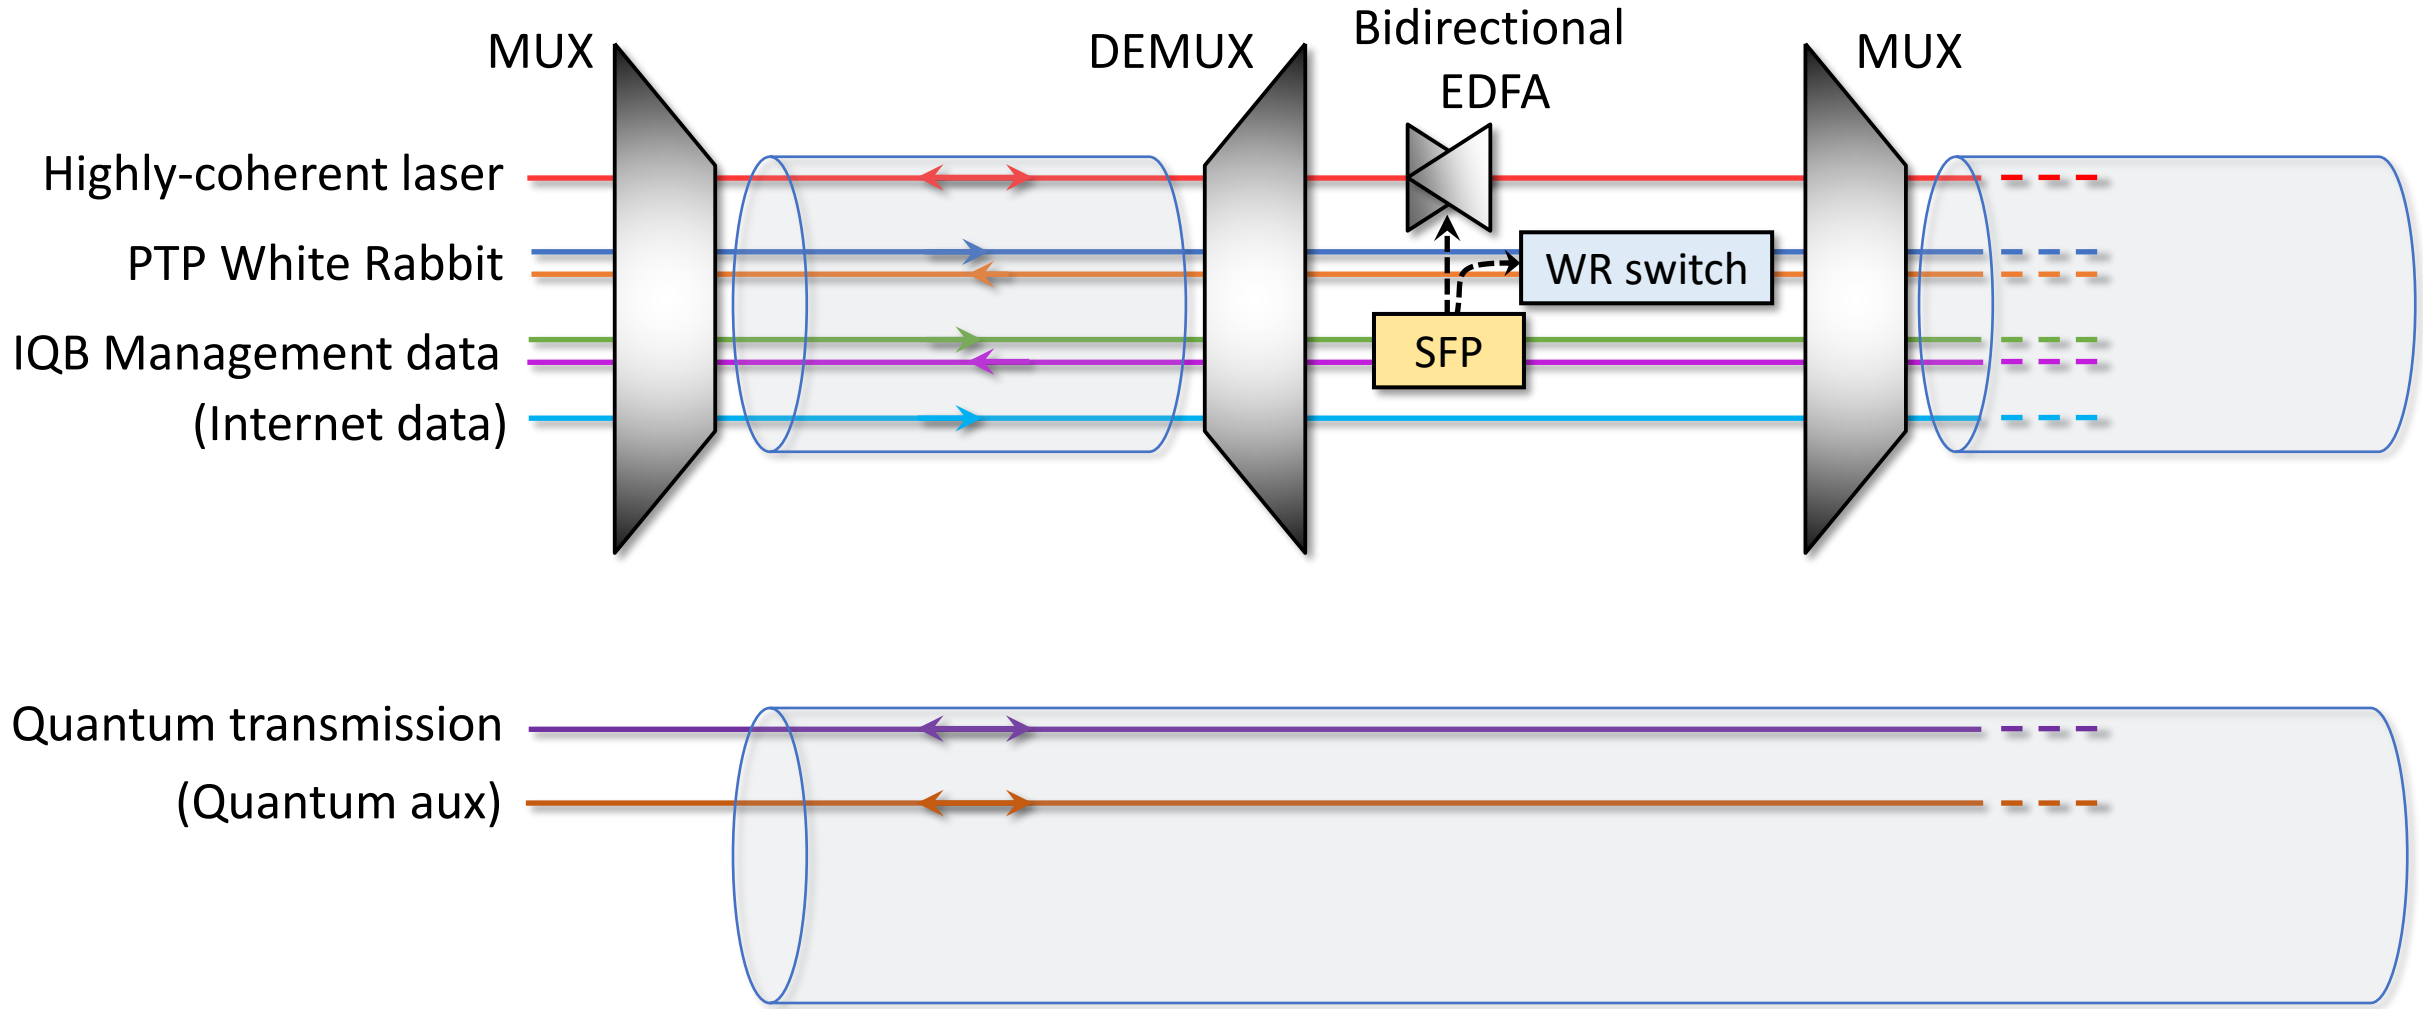 MUX
DEMUX
Bidirectional
EDFA
MUX
Highly-coherent laser
PTP White Rabbit
WR switch
IQB Management data
SFP
(Internet data)
Quantum transmission
(Quantum aux)